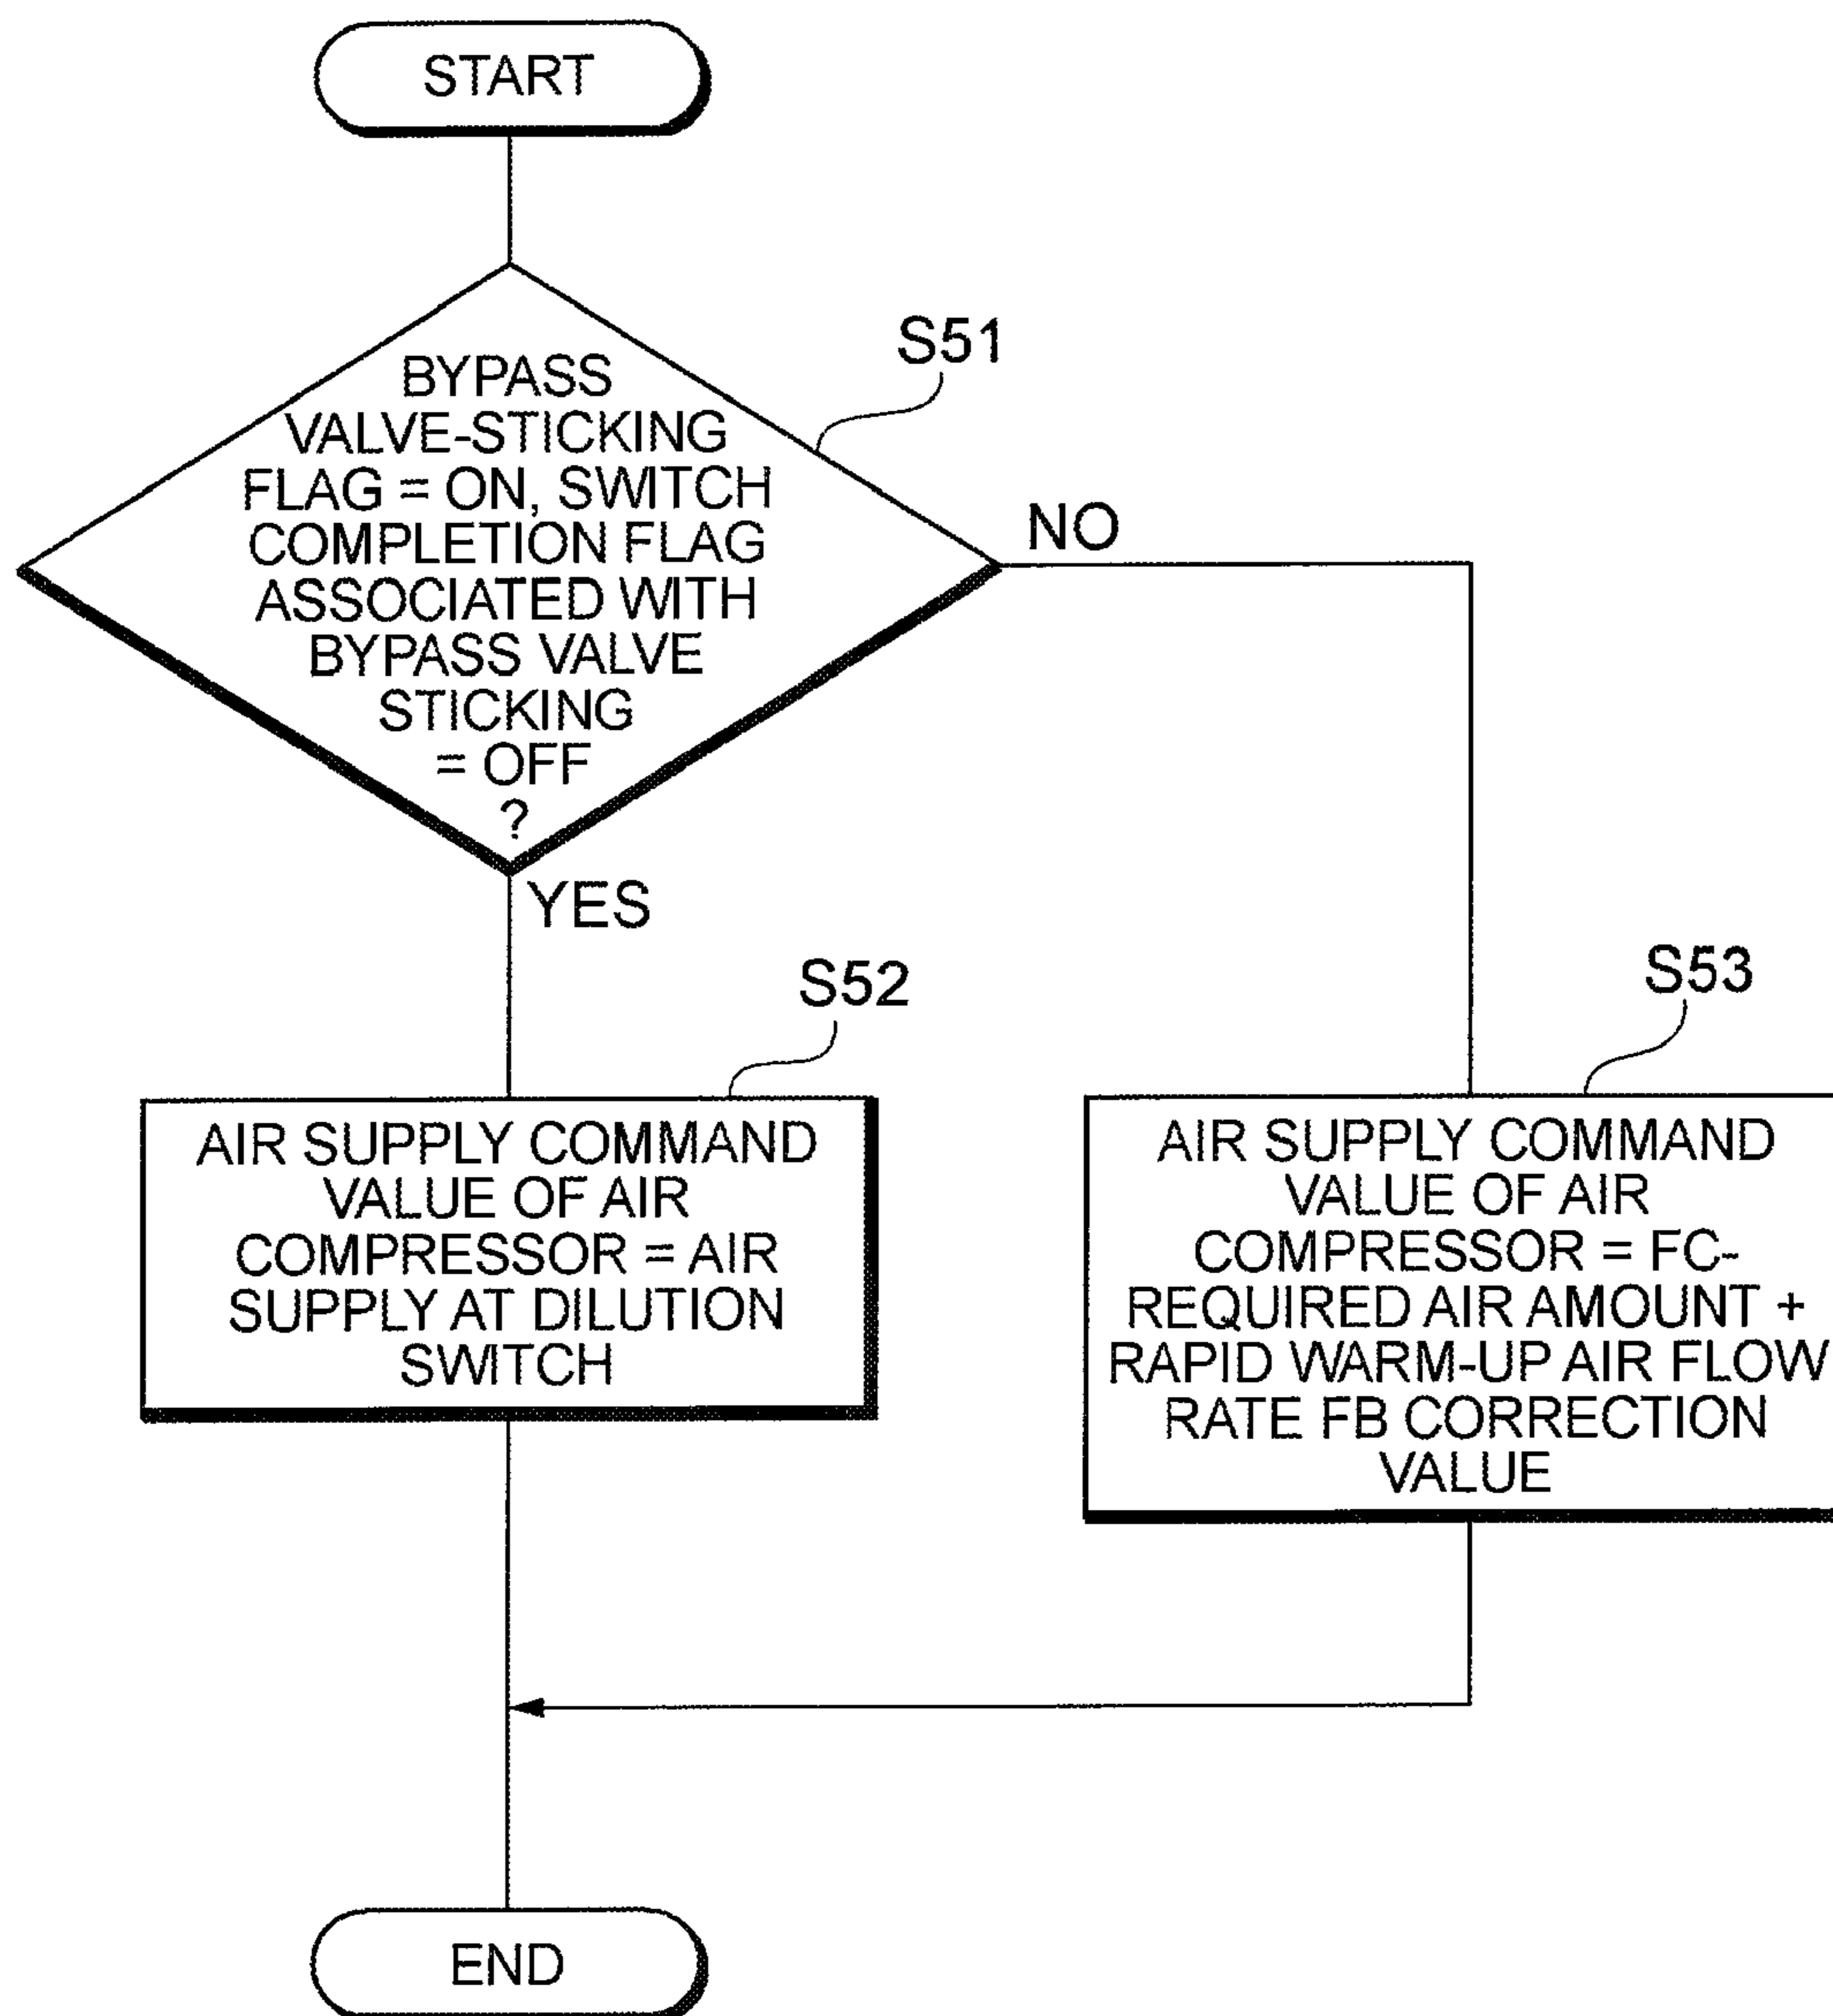 START
S51
BYPASS
VALVE-STICKING
FLAG = ON, SWITCH
COMPLETION FLAG
ASSOCIATED WITH
BYPASS VALVE
STICKING
= OFF
?
NO
YES
S52
AIR SUPPLY COMMAND
VALUE OF AIR
COMPRESSOR = AIR
SUPPLY AT DILUTION
SWITCH
S53
AIR SUPPLY COMMAND
VALUE OF AIR
COMPRESSOR = FC-
REQUIRED AIR AMOUNT +
RAPID WARM-UP AIR FLOW
RATE FB CORRECTION
VALUE
END